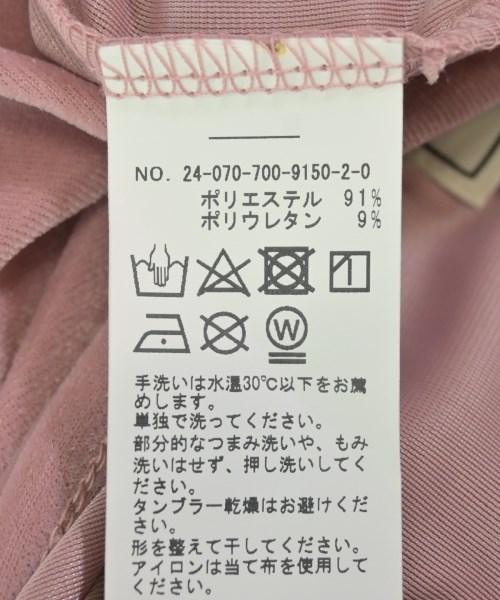 NO. 24-070-700-9150-2-0
ポリエステル 91%
ポリウレタン 9%
W
手洗いは水温30℃以下をお薦
めします。
単独で洗ってください。
部分的なつまみ洗いや、もみ
洗いはせず、押し洗いしてく
ださい。
タンブラー乾燥はお避けくだ
さい。
形を整えて干してください。
アイロンは当て布を使用して
ください。